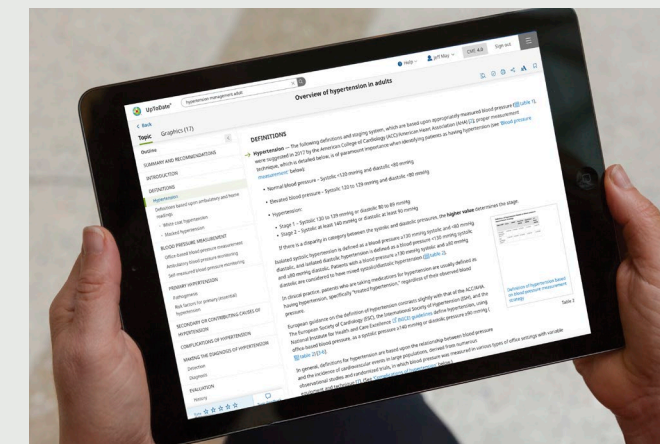 UpToDate
hypertension management adult
Help
Jeff May
CME 4.0
Sign out
Back
Overview of hypertension in adults
Topic
Graphics (17)
Outline
SUMMARY AND RECOMMENDATIONS
INTRODUCTION
DEFINITIONS
Hypertension
Definitions based upon ambulatory and home
readings
- White coat hypertension
- Masked hypertension
BLOOD PRESSURE MEASUREMENT
Office-based blood pressure measurement
Ambulatory blood pressure monitoring
Self-measured blood pressure monitoring
PRIMARY HYPERTENSION
Pathogenesis
Risk factors for primary (essential)
hypertension
SECONDARY OR CONTRIBUTING CAUSES OF
HYPERTENSION
COMPLICATIONS OF HYPERTENSION
MAKING THE DIAGNOSIS OF HYPERTENSION
Detection
Diagnosis
EVALUATION
History
DEFINITIONS
Hypertension — The following definitions and staging system, which are based upon appropriately measured blood pressure (table 1),
were suggested in 2017 by the American College of Cardiology (ACC)/American Heart Association (AHA) [2]; proper measurement
technique, which is detailed below, is of paramount importance when identifying patients as having hypertension (see 'Blood pressure
measurement' below):
• Normal blood pressure – Systolic <120 mmHg and diastolic <80 mmHg
• Elevated blood pressure – Systolic 120 to 129 mmHg and diastolic <80 mmHg
• Hypertension:
• Stage 1 – Systolic 130 to 139 mmHg or diastolic 80 to 89 mmHg
• Stage 2 – Systolic at least 140 mmHg or diastolic at least 90 mmHg
If there is a disparity in category between the systolic and diastolic pressures, the higher value determines the stage.
Isolated systolic hypertension is defined as a blood pressure ≥130 mmHg systolic and <80 mmHg
diastolic, and isolated diastolic hypertension is defined as a blood pressure <130 mmHg systolic
and ≥80 mmHg diastolic. Patients with a blood pressure ≥130 mmHg systolic and ≥80 mmHg
diastolic are considered to have mixed systolic/diastolic hypertension (table 2).
In clinical practice, patients who are taking medications for hypertension are usually defined as
having hypertension, specifically "treated hypertension," regardless of their observed blood
pressure.
European guidance on the definition of hypertension contrasts slightly with that of the ACC/AHA.
The European Society of Cardiology (ESC), the International Society of Hypertension (ISH), and the
National Institute for Health and Care Excellence (NICE) guidelines define hypertension, using
office-based blood pressure, as a systolic pressure ≥140 mmHg or diastolic pressure ≥90 mmHg (
table 2) [3-6].
In general, definitions for hypertension are based upon the relationship between blood pressure
and the incidence of cardiovascular events in large populations, derived from numerous
observational studies and randomized trials, in which blood pressure was measured in various types of office settings with variable
equipment and technique
Definition of hypertension based
on blood pressure measurement
strategy
Table 2